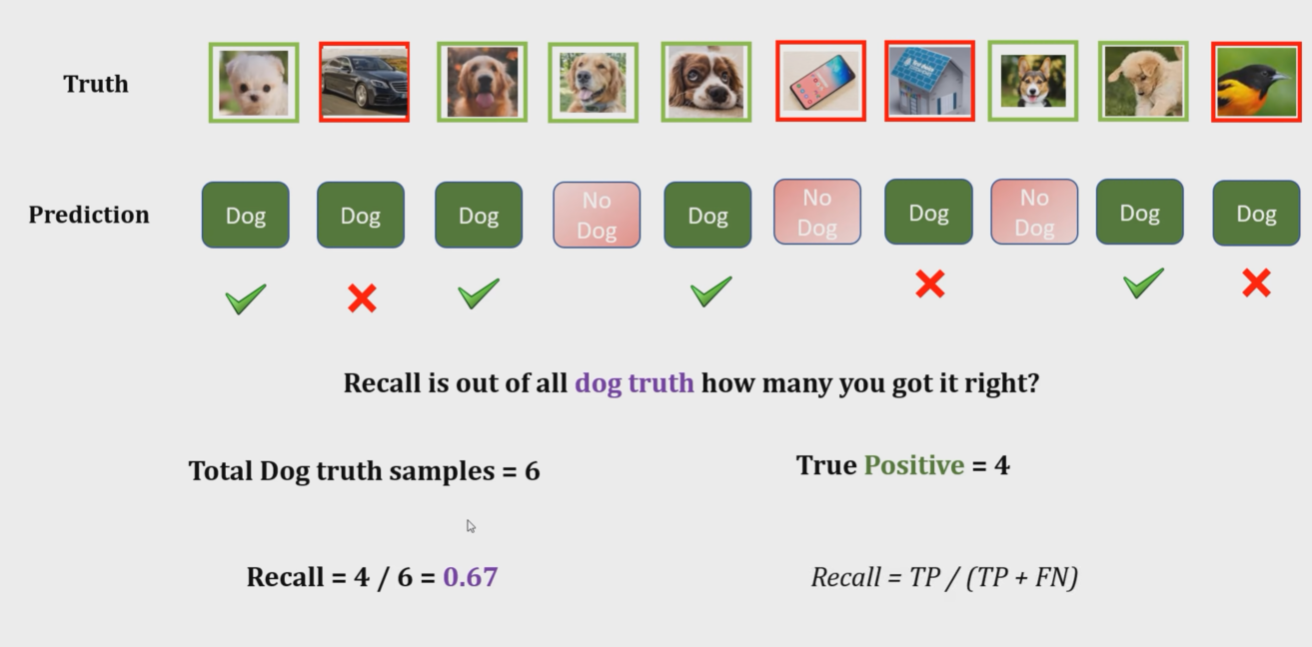 Truth
Prediction
Dog
Dog
Dog
No
Dog
Dog
No
Dog
Dog
No
Dog
Dog
Dog
Recall is out of all dog truth how many you got it right?
Total Dog truth samples = 6
True Positive = 4
Recall = 4 / 6 = 0.67
Recall = TP / (TP + FN)